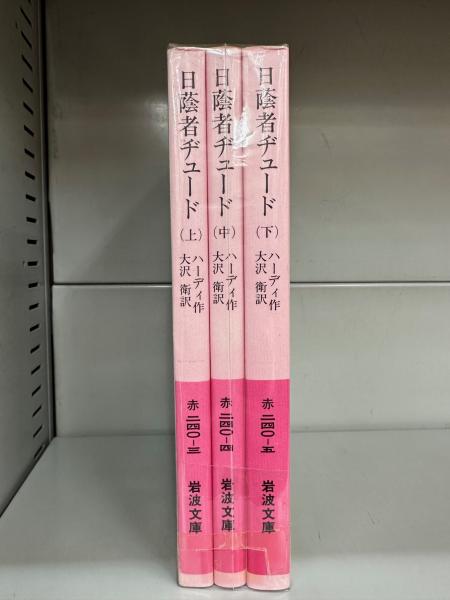 日蔭者ヂュード(上)
ハーディ作
大沢 衛訳
赤 二四〇-三
岩波文庫
日蔭者ヂュード(中)
ハーディ作
大沢 衛訳
赤 二四〇-四
岩波文庫
日蔭者ヂュード(下)
ハーディ作
大沢 衛訳
赤 二四〇-五
岩波文庫